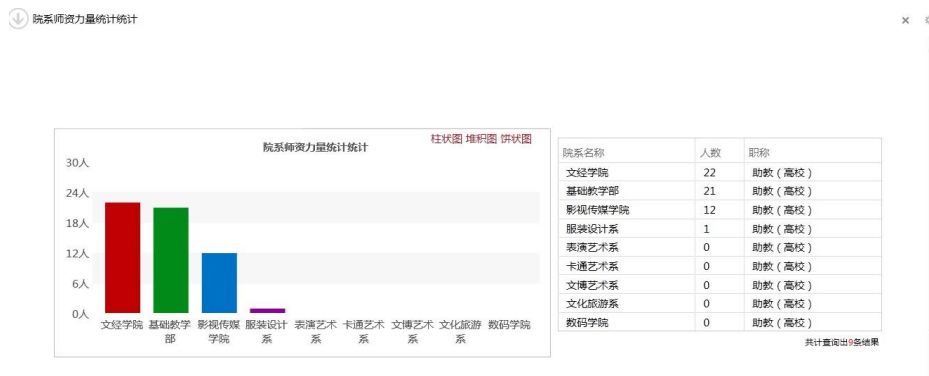 院系师资力量统计统计
院系师资力量统计统计
柱状图 堆积图 饼状图
30人
24人
18人
12人
6人
0人
文经学院 基础教学部 影视传媒学院 服装设计系 表演艺术系 卡通艺术系 文博艺术系 文化旅游系 数码学院
院系名称 人数 职称
文经学院 22 助教（高校）
基础教学部 21 助教（高校）
影视传媒学院 12 助教（高校）
服装设计系 1 助教（高校）
表演艺术系 0 助教（高校）
卡通艺术系 0 助教（高校）
文博艺术系 0 助教（高校）
文化旅游系 0 助教（高校）
数码学院 0 助教（高校）
共计查询出9条结果